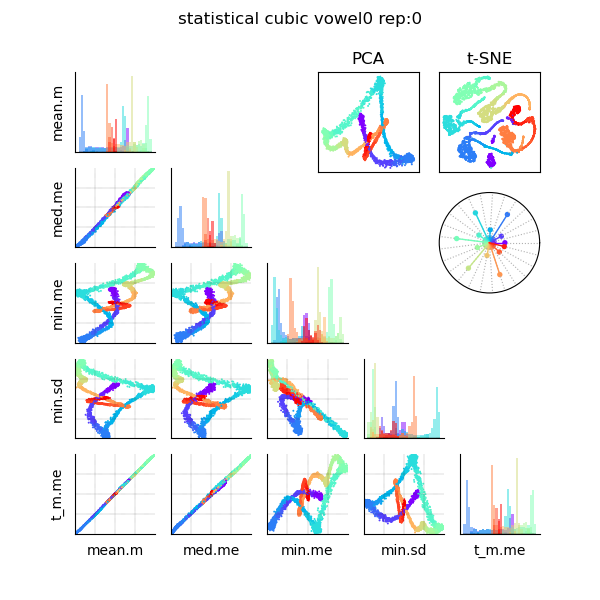 statistical cubic vowel0 rep:0
PCA
t-SNE
mean.m
med.me
min.me
min.sd
t_m.me
mean.m
med.me
min.me
min.sd
t_m.me